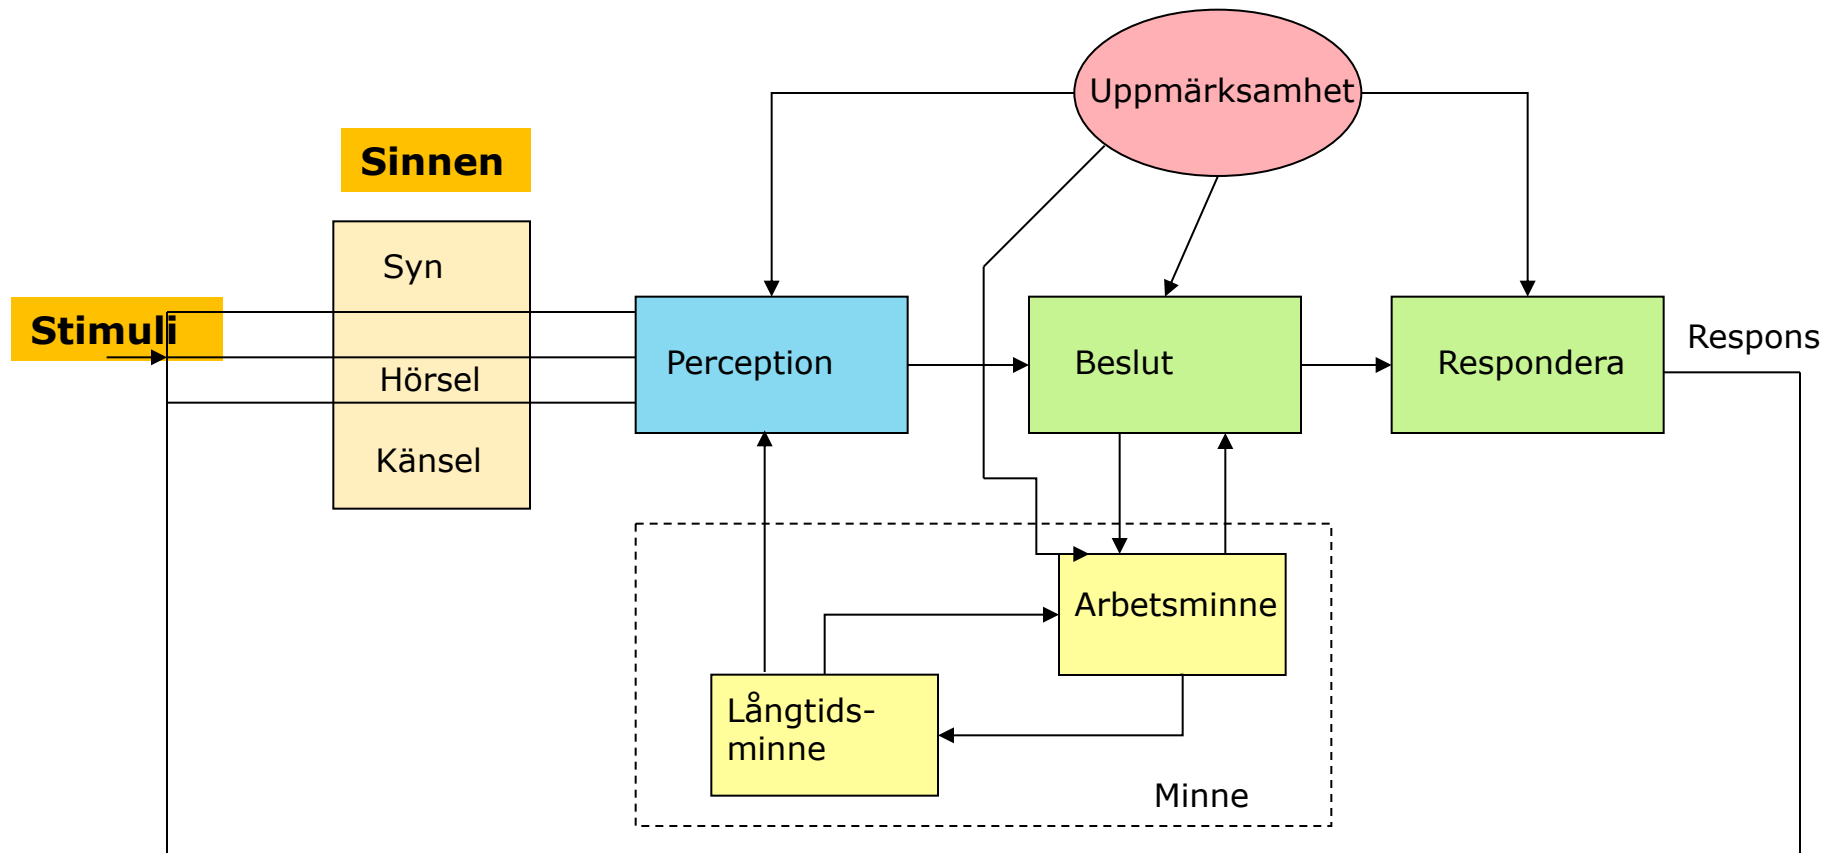 Uppmärksamhet
Sinnen
Syn
Stimuli
Hörsel
Känsel
Perception
Beslut
Respondera
Respons
Arbetsminne
Långtids-
minne
Minne